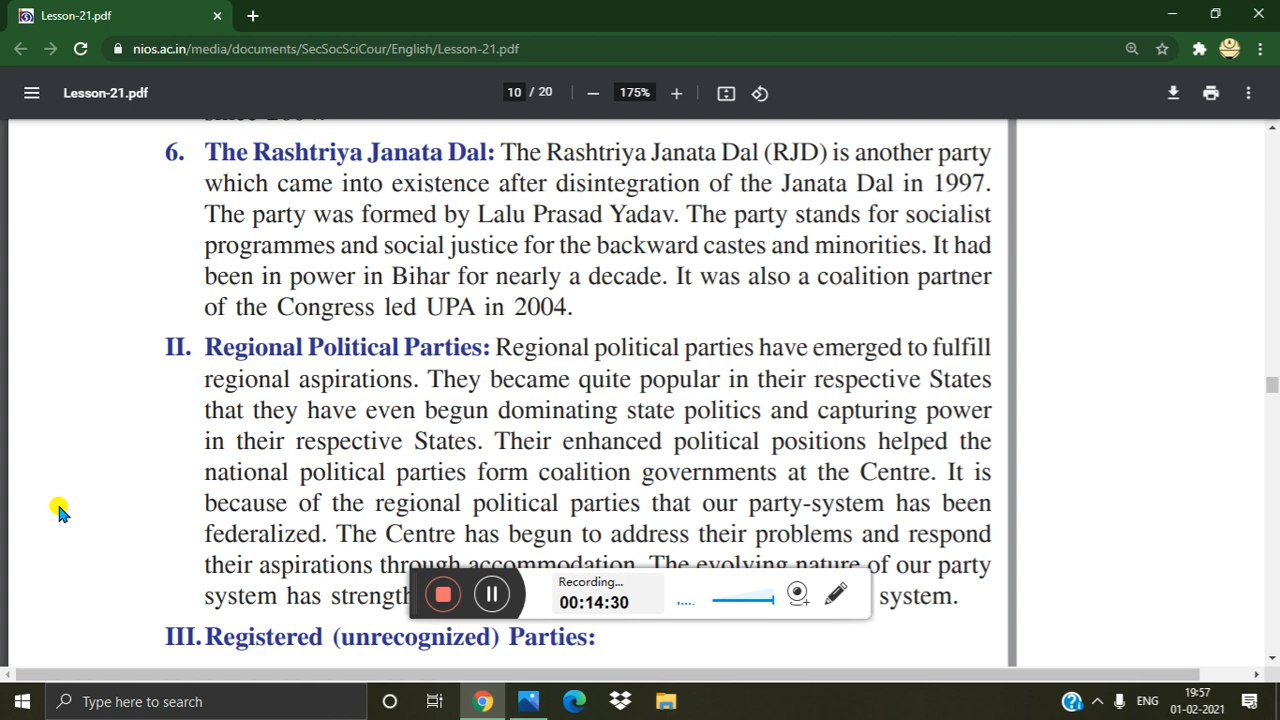 Lesson-21.pdf
nios.ac.in/media/documents/SecSocSciCour/English/Lesson-21.pdf
Lesson-21.pdf 10 / 20 175%
6. The Rashtriya Janata Dal: The Rashtriya Janata Dal (RJD) is another party
which came into existence after disintegration of the Janata Dal in 1997.
The party was formed by Lalu Prasad Yadav. The party stands for socialist
programmes and social justice for the backward castes and minorities. It had
been in power in Bihar for nearly a decade. It was also a coalition partner
of the Congress led UPA in 2004.
II. Regional Political Parties: Regional political parties have emerged to fulfill
regional aspirations. They became quite popular in their respective States
that they have even begun dominating state politics and capturing power
in their respective States. Their enhanced political positions helped the
national political parties form coalition governments at the Centre. It is
because of the regional political parties that our party-system has been
federalized. The Centre has begun to address their problems and respond
their aspirations through accommodation. The evolving nature of our party
system has strength system.
Recording...
00:14:30
III. Registered (unrecognized) Parties:
Type here to search
ENG
19:57
01-02-2021